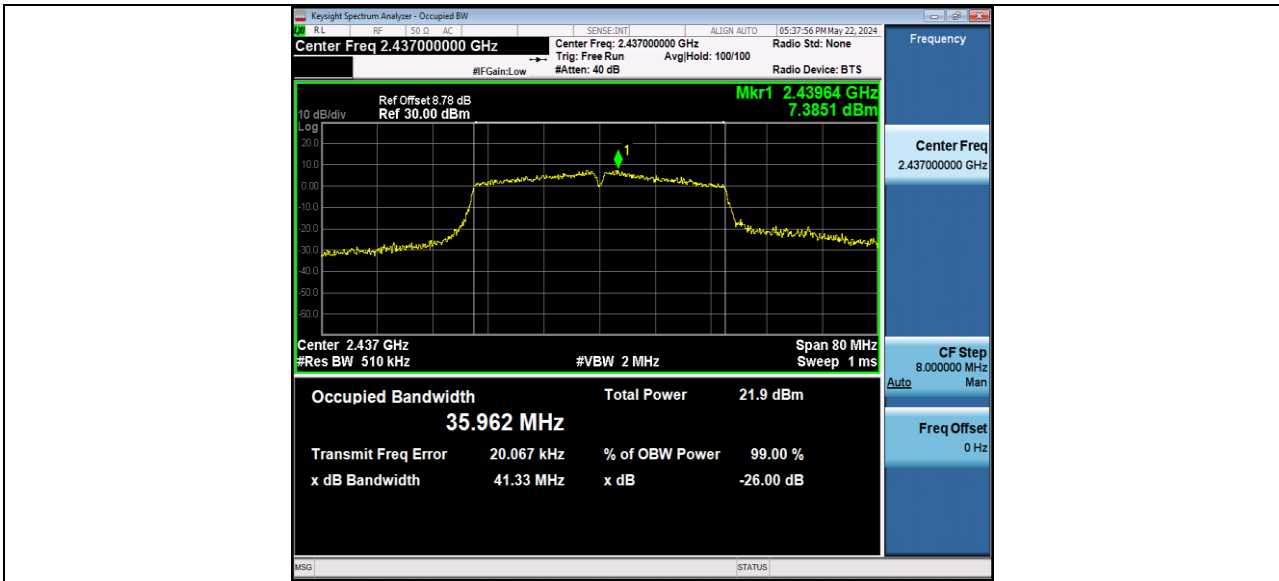 Keysight Spectrum Analyzer - Occupied BW
RL RF 50 Ω AC SENSE:INT ALIGN AUTO 05:37:56 PM May 22, 2024
Center Freq 2.437000000 GHz
Center Freq: 2.437000000 GHz Radio Std: None
Trig: Free Run Avg|Hold: 100/100
#IFGain:Low #Atten: 40 dB Radio Device: BTS
Frequency
Mkr1 2.43964 GHz
7.3851 dBm
Ref Offset 8.78 dB
10 dB/div Ref 30.00 dBm
Log
20.0
10.0
0.00
-10.0
-20.0
-30.0
-40.0
-50.0
-60.0
1
Center 2.437 GHz Span 80 MHz
#Res BW 510 kHz #VBW 2 MHz Sweep 1 ms
Occupied Bandwidth Total Power 21.9 dBm
35.962 MHz
Transmit Freq Error 20.067 kHz % of OBW Power 99.00 %
x dB Bandwidth 41.33 MHz x dB -26.00 dB
Center Freq
2.437000000 GHz
CF Step
8.000000 MHz
Auto Man
Freq Offset
0 Hz
MSG STATUS